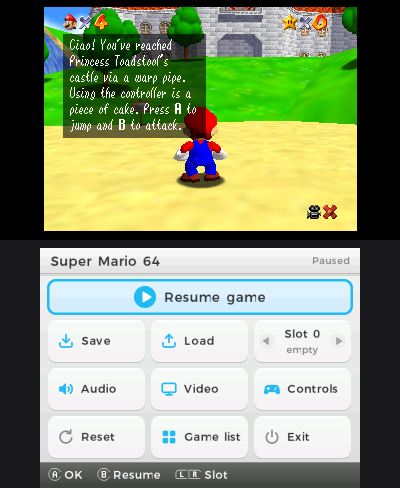 4
6
Ciao! You've reached
Princess Toadstool's
castle via a warp pipe.
Using the controller is a
piece of cake. Press A to
jump and B to attack.
Super Mario 64
Paused
Resume game
Save
Load
Slot 0
empty
Audio
Video
Controls
Reset
Game list
Exit
A OK B Resume L R Slot